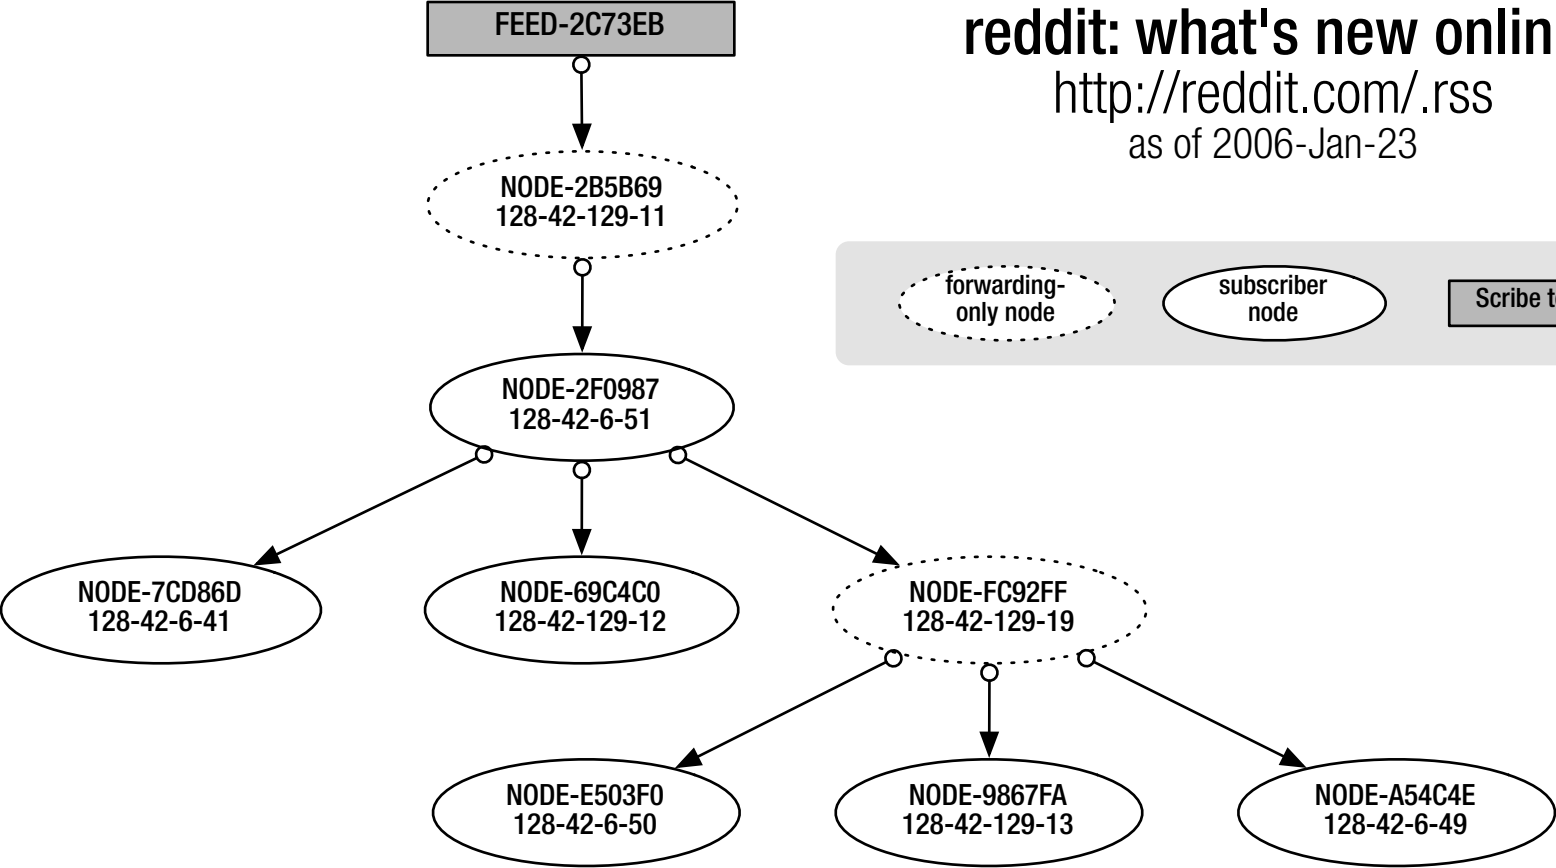 FEED-2C73EB
reddit: what's new onlin
http://reddit.com/.rss
as of 2006-Jan-23
NODE-2B5B69
128-42-129-11
forwarding-
only node
subscriber
node
Scribe
NODE-2F0987
128-42-6-51
NODE-7CD86D
128-42-6-41
NODE-69C4C0
128-42-129-12
NODE-FC92FF
128-42-129-19
NODE-E503F0
128-42-6-50
NODE-9867FA
128-42-129-13
NODE-A54C4E
128-42-6-49